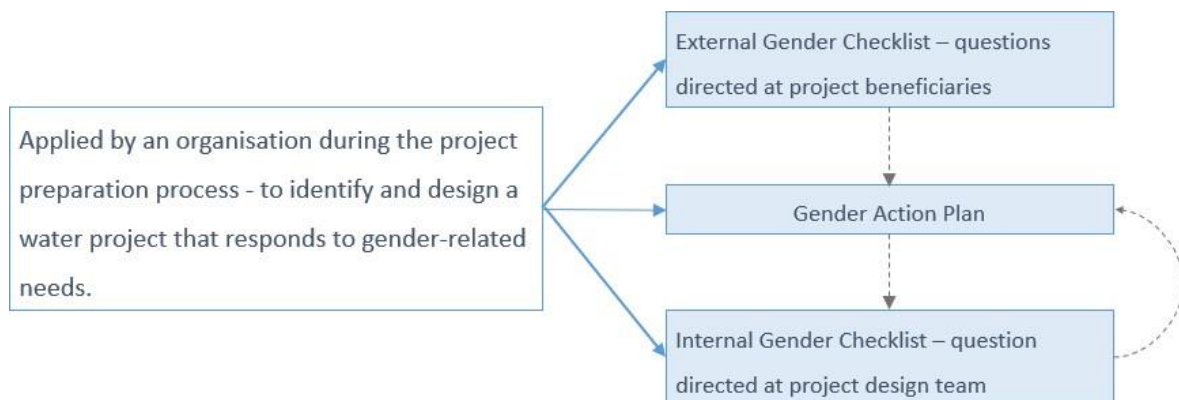 External Gender Checklist – questions
directed at project beneficiaries
Applied by an organisation during the project
preparation process - to identify and design a
water project that responds to gender-related
needs.
Gender Action Plan
Internal Gender Checklist – question
directed at project design team